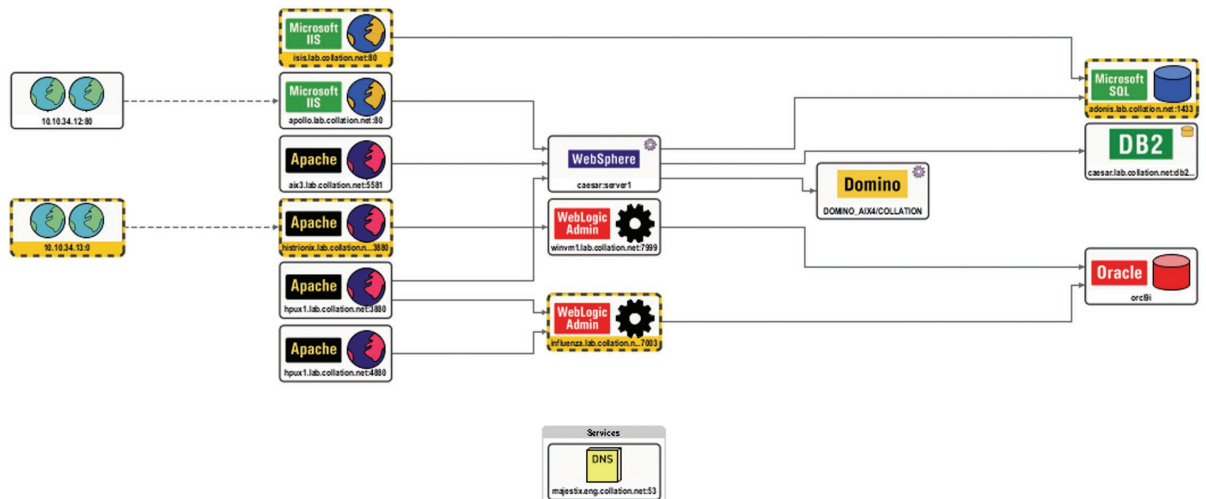 Microsoft
IIS
isis.lab.collation.net:80
10.10.34.12:80
Microsoft
IIS
apollo.lab.collation.net:80
Microsoft
SQL
adonis.lab.collation.net:1433
Apache
aix3.lab.collation.net:5581
WebSphere
caesar:server1
DB2
caesar.lab.collation.net:db2...
Domino
DOMINO_AIX4/COLLATION
10.10.34.13:0
Apache
histrionix.lab.collation.n...3880
WebLogic
Admin
winvm1.lab.collation.net:7999
Apache
hpux1.lab.collation.net:3880
Oracle
orcl9i
WebLogic
Admin
influenza.lab.collation.n...7003
Apache
hpux1.lab.collation.net:4880
Services
DNS
majestix.eng.collation.net:53